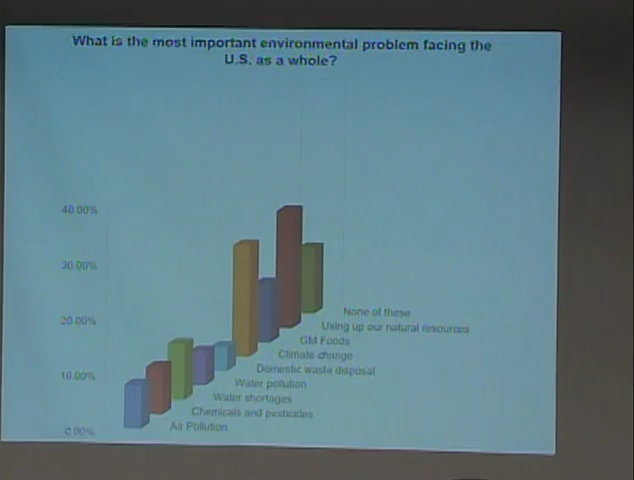 What is the most important environmental problem facing the
U.S. as a whole?
40.00%
30.00%
20.00%
10.00%
0.00%
None of these
Using up our natural resources
GM Foods
Climate change
Domestic waste disposal
Water pollution
Water shortages
Chemicals and pesticides
Air Pollution